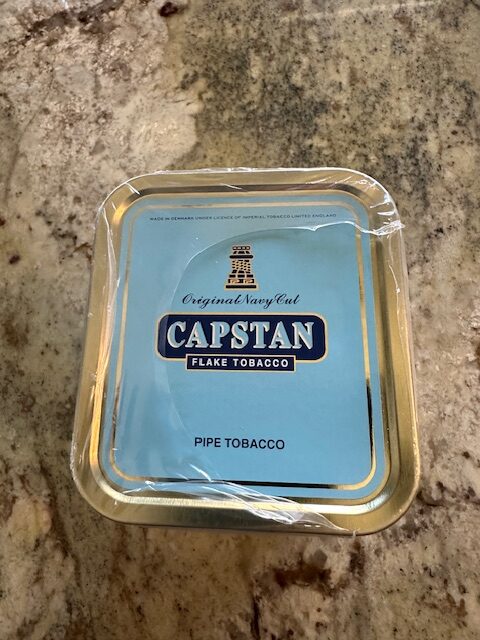 MADE IN DENMARK UNDER LICENCE OF IMPERIAL TOBACCO LIMITED ENGLAND
Original Navy Cut
CAPSTAN
FLAKE TOBACCO
PIPE TOBACCO